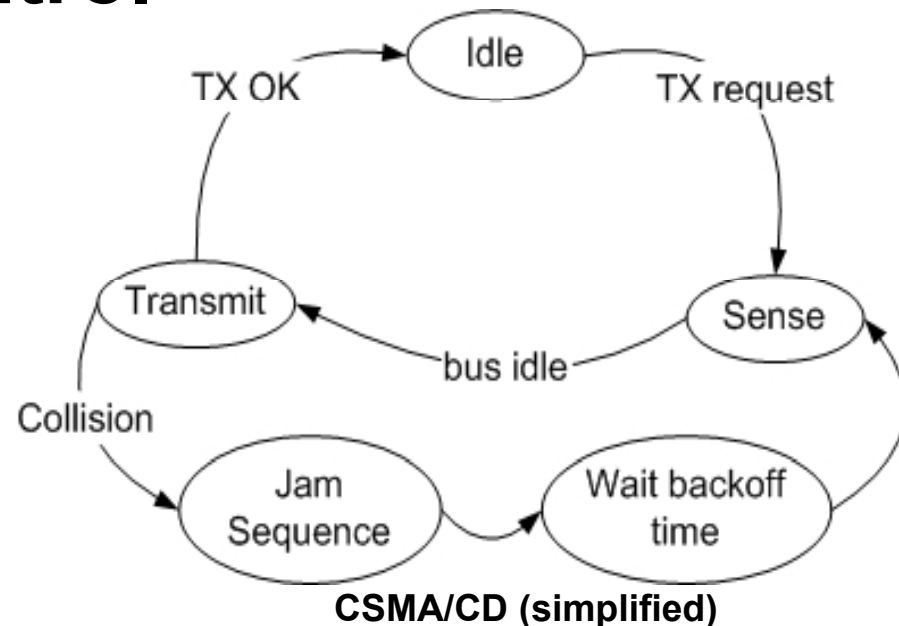 Idle
TX OK
TX request
Transmit
Sense
bus idle
Collision
Jam
Sequence
Wait backoff
time
CSMA/CD (simplified)